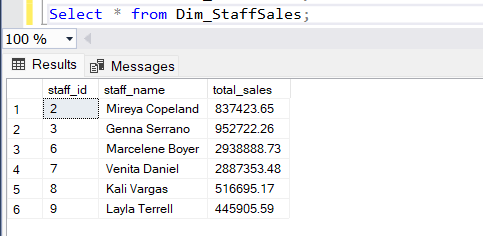 Select * from Dim_StaffSales;
100 %
Results Messages
staff_id staff_name total_sales
1 2 Mireya Copeland 837423.65
2 3 Genna Serrano 952722.26
3 6 Marcelene Boyer 2938888.73
4 7 Venita Daniel 2887353.48
5 8 Kali Vargas 516695.17
6 9 Layla Terrell 445905.59